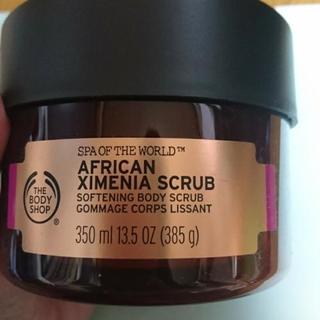 SPA OF THE WORLD™
AFRICAN
XIMENIA SCRUB
SOFTENING BODY SCRUB
GOMMAGE CORPS LISSANT
350 ml 13.5 OZ (385 g)
THE
BODY
SHOP
®